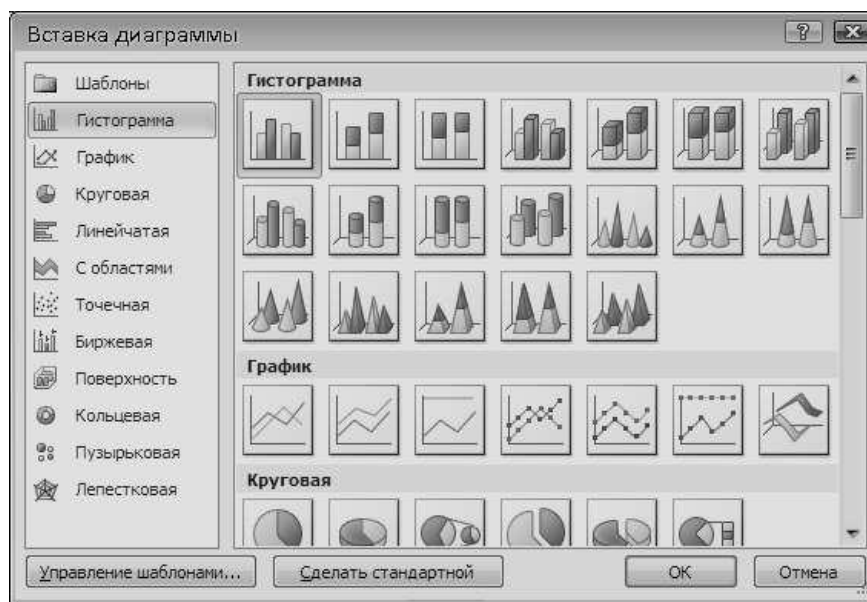 Вставка диаграммы
Шаблоны
Гистограмма
График
Круговая
Линейчатая
С областями
Точечная
Биржевая
Поверхность
Кольцевая
Пузырьковая
Лепестковая
Гистограмма
График
Круговая
Управление шаблонами...
Сделать стандартной
ОК
Отмена